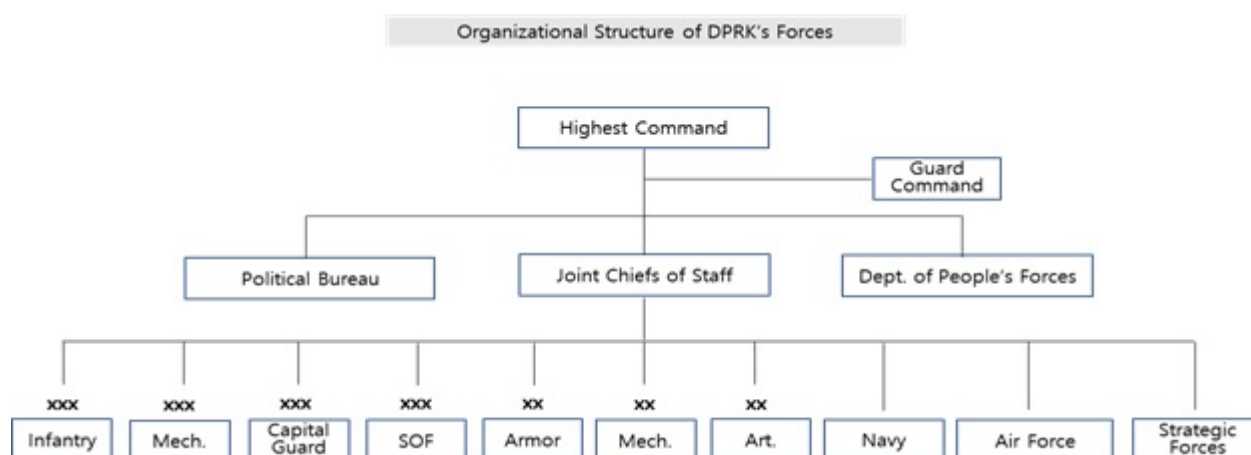 Organizational Structure of DPRK's Forces
Highest Command
Guard
Command
Political Bureau
Joint Chiefs of Staff
Dept. of People's Forces
xxx
xxx
xxx
xxx
xx
xx
xx
Infantry
Mech.
Capital
Guard
SOF
Armor
Mech.
Art.
Navy
Air Force
Strategic
Forces